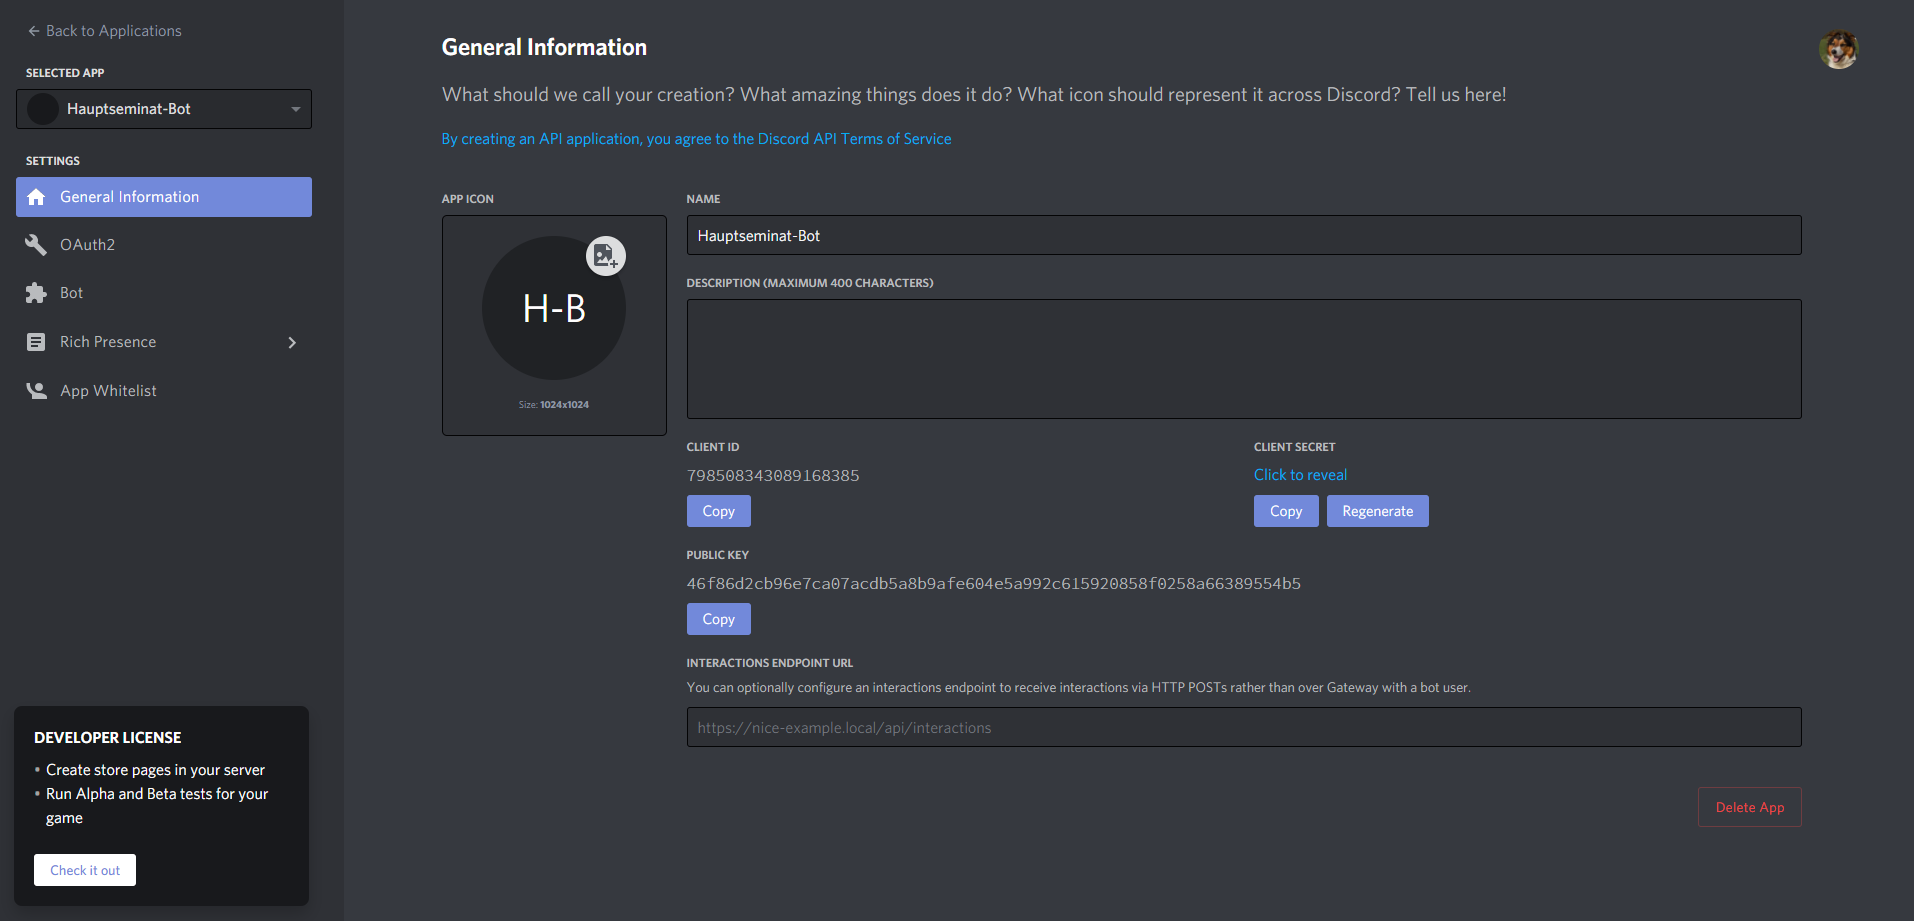 Back to Applications
SELECTED APP
Hauptseminat-Bot
SETTINGS
General Information
OAuth2
Bot
Rich Presence
App Whitelist
DEVELOPER LICENSE
• Create store pages in your server
• Run Alpha and Beta tests for your
game
Check it out
General Information
What should we call your creation? What amazing things does it do? What icon should represent it across Discord? Tell us here!
By creating an API application, you agree to the Discord API Terms of Service
APP ICON
H-B
Size: 1024x1024
NAME
Hauptseminat-Bot
DESCRIPTION (MAXIMUM 400 CHARACTERS)
CLIENT ID
798508343089168385
Copy
CLIENT SECRET
Click to reveal
Copy Regenerate
PUBLIC KEY
46f86d2cb96e7ca07acdb5a8b9afe604e5a992c615920858f0258a66389554b5
Copy
INTERACTIONS ENDPOINT URL
You can optionally configure an interactions endpoint to receive interactions via HTTP POSTs rather than over Gateway with a bot user.
https://nice-example.local/api/interactions
Delete App